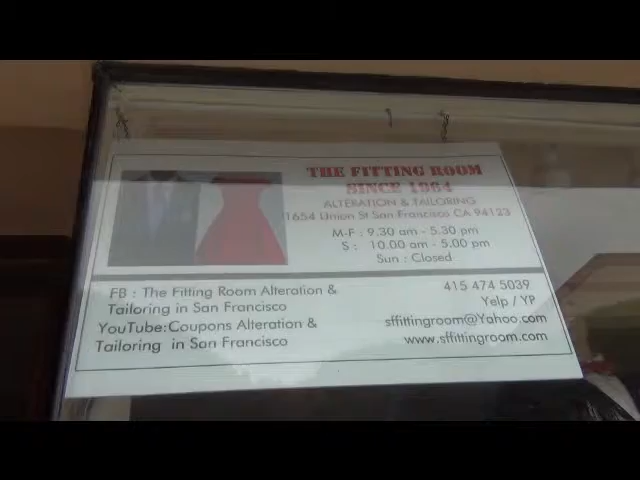 THE FITTING ROOM
SINCE 1964
ALTERATION & TAILORING
1654 Union St San Francisco CA 94123
M-F : 9.30 am - 5.30 pm
S : 10.00 am - 5.00 pm
Sun : Closed
FB : The Fitting Room Alteration &
Tailoring in San Francisco
YouTube:Coupons Alteration &
Tailoring in San Francisco
415 474 5039
Yelp / YP
sffittingroom@Yahoo.com
www.sffittingroom.com